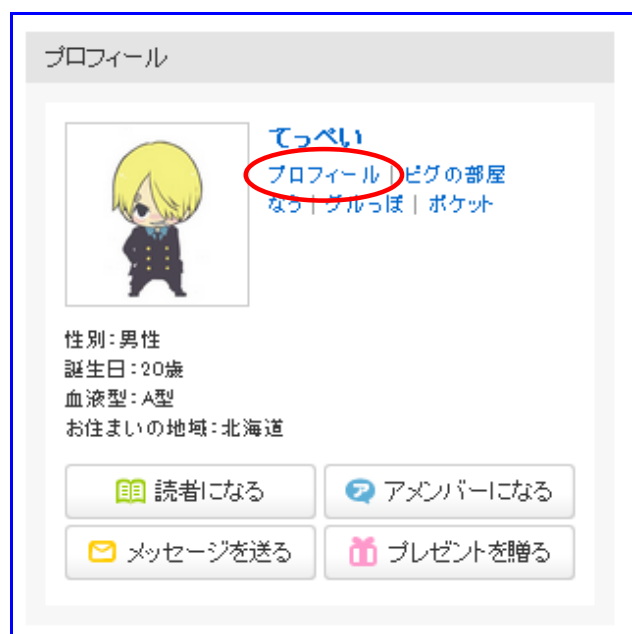 プロフィール
てっぺい
プロフィール | ピグの部屋
なう | グルっぽ | ポケット
性別：男性
誕生日：20歳
血液型：A型
お住まいの地域：北海道
読者になる
アメンバーになる
メッセージを送る
プレゼントを贈る